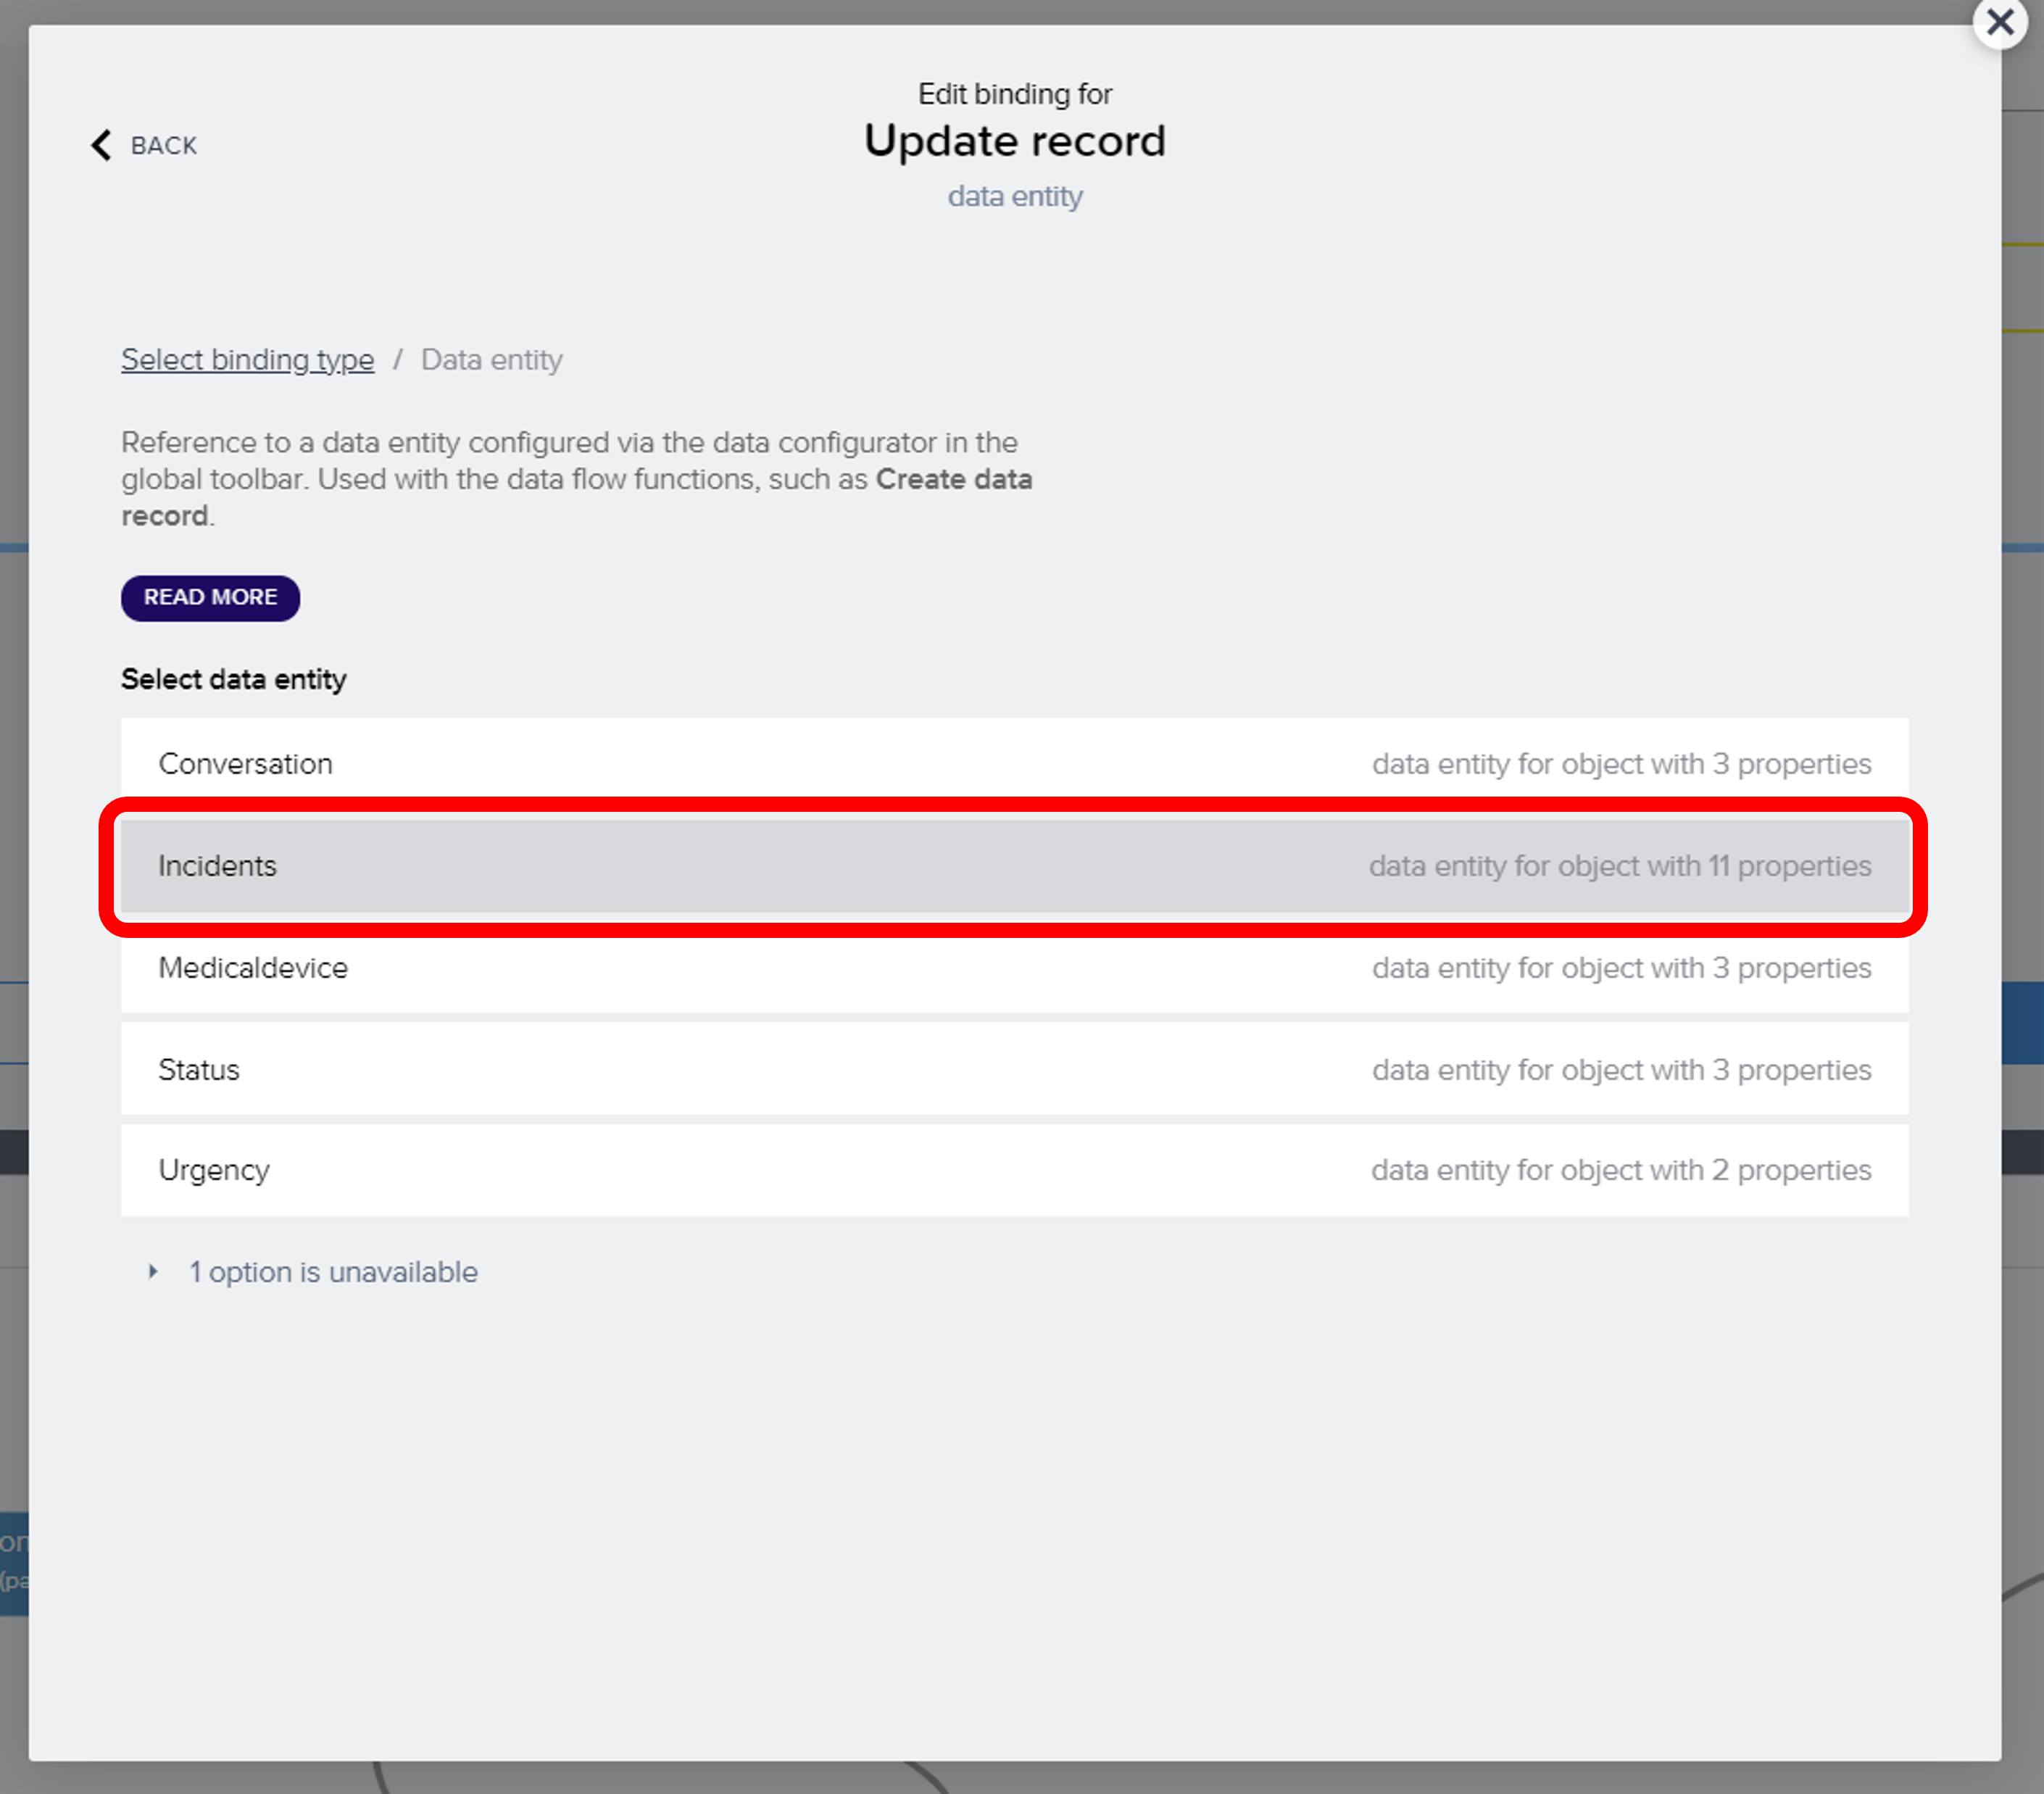 Edit binding for
BACK
Update record
data entity
Select binding type / Data entity
Reference to a data entity configured via the data configurator in the
global toolbar. Used with the data flow functions, such as Create data
record.
READ MORE
Select data entity
Conversation data entity for object with 3 properties
Incidents data entity for object with 11 properties
Medicaldevice data entity for object with 3 properties
Status data entity for object with 3 properties
Urgency data entity for object with 2 properties
1 option is unavailable
on
(pa